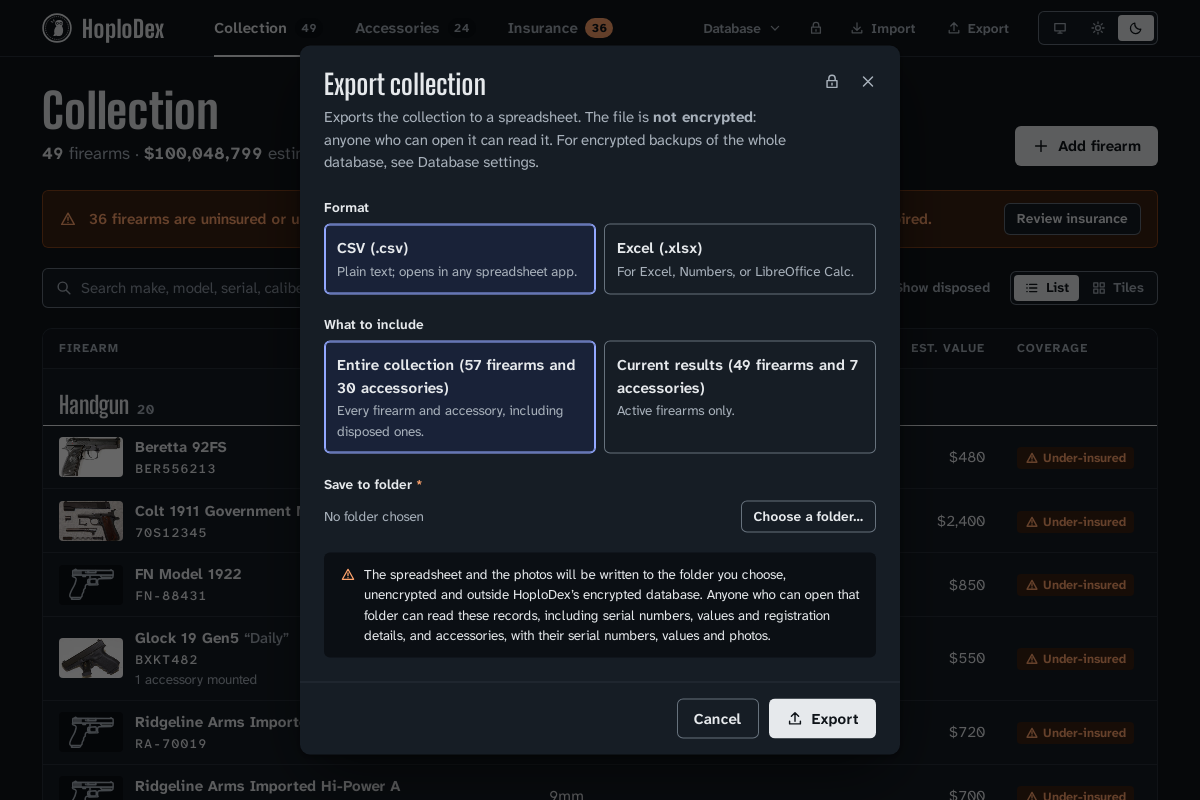 HoploDex
Collection 49
Accessories 24
Insurance 36
Database
Import
Export
Collection
49 firearms · $100,048,799
Add firearm
36 firearms are uninsured or
Review insurance
Search make, model, serial,
Show disposed
List
Tiles
FIREARM
EST. VALUE
COVERAGE
Handgun 20
Beretta 92FS
BER556213
$480
Under-insured
Colt 1911 Government
70S12345
$2,400
Under-insured
FN Model 1922
FN-88431
$850
Under-insured
Glock 19 Gen5 “Daily”
BXKT482
1 accessory mounted
$550
Under-insured
Ridgeline Arms
RA-70019
$720
Under-insured
Ridgeline Arms Imported Hi-Power A
9mm
$700
Under-insured
Export collection
Exports the collection to a spreadsheet. The file is not encrypted:
anyone who can open it can read it. For encrypted backups of the whole
database, see Database settings.
Format
CSV (.csv)
Plain text; opens in any spreadsheet app.
Excel (.xlsx)
For Excel, Numbers, or LibreOffice Calc.
What to include
Entire collection (57 firearms and
30 accessories)
Every firearm and accessory, including
disposed ones.
Current results (49 firearms and 7
accessories)
Active firearms only.
Save to folder *
No folder chosen
Choose a folder…
The spreadsheet and the photos will be written to the folder you choose,
unencrypted and outside HoploDex’s encrypted database. Anyone who can open that
folder can read these records, including serial numbers, values and registration
details, and accessories, with their serial numbers, values and photos.
Cancel
Export